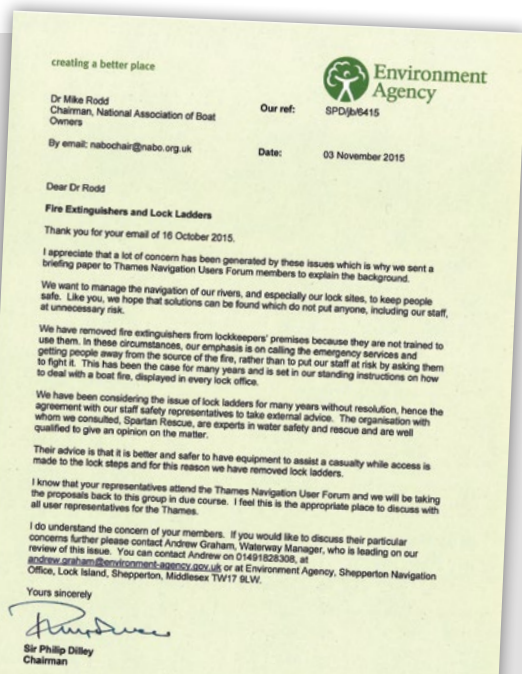 creating a better place
Environment
Agency
Dr Mike Rodd
Chairman, National Association of Boat
Owners
Our ref: SPD/jb/6415
By email: nabochair@nabo.org.uk
Date: 03 November 2015
Dear Dr Rodd
Fire Extinguishers and Lock Ladders
Thank you for your email of 16 October 2015.
I appreciate that a lot of concern has been generated by these issues which is why we sent a
briefing paper to Thames Navigation Users Forum members to explain the background.
We want to manage the navigation of our rivers, and especially our lock sites, to keep people
safe. Like you, we hope that solutions can be found which do not put anyone, including our staff,
at unnecessary risk.
We have removed fire extinguishers from lockkeepers' premises because they are not trained to
use them. In these circumstances, our emphasis is on calling the emergency services and
getting people away from the source of the fire, rather than to put our staff at risk by asking them
to fight it. This has been the case for many years and is set in our standing instructions on how
to deal with a boat fire, displayed in every lock office.
We have been considering the issue of lock ladders for many years without resolution, hence the
agreement with our staff safety representatives to take external advice. The organisation with
whom we consulted, Spartan Rescue, are experts in water safety and rescue and are well
qualified to give an opinion on the matter.
Their advice is that it is better and safer to have equipment to assist a casualty while access is
made to the lock steps and for this reason we have removed lock ladders.
I know that your representatives attend the Thames Navigation User Forum and we will be taking
the proposals back to this group in due course. I feel this is the appropriate place to discuss with
all user representatives for the Thames.
I do understand the concern of your members. If you would like to discuss their particular
concerns further please contact Andrew Graham, Waterway Manager, who is leading on our
review of this issue. You can contact Andrew on 01491828308, at
andrew.graham@environment-agency.gov.uk or at Environment Agency, Shepperton Navigation
Office, Lock Island, Shepperton, Middlesex TW17 9LW.
Yours sincerely
Sir Philip Dilley
Chairman